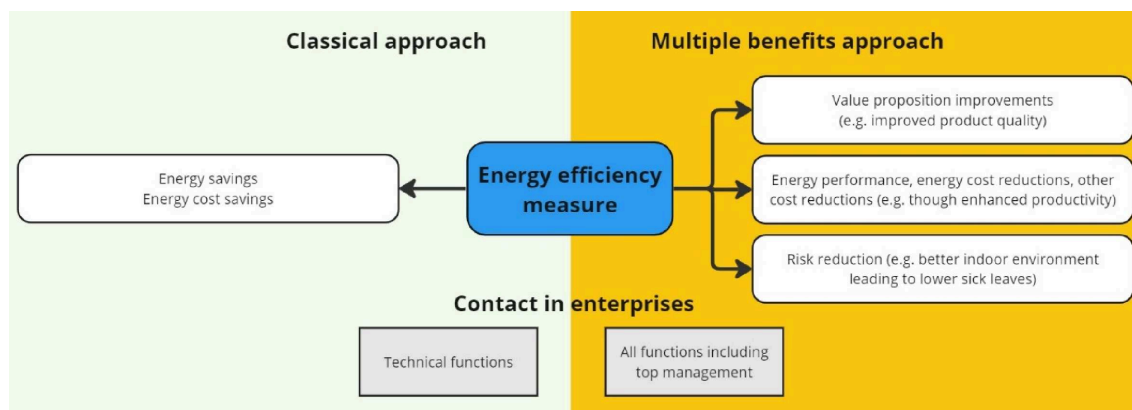 Classical approach
Multiple benefits approach
Energy savings
Energy cost savings
Energy efficiency
measure
Value proposition improvements
(e.g. improved product quality)
Energy performance, energy cost reductions, other
cost reductions (e.g. though enhanced productivity)
Risk reduction (e.g. better indoor environment
leading to lower sick leaves)
Contact in enterprises
Technical functions
All functions including
top management